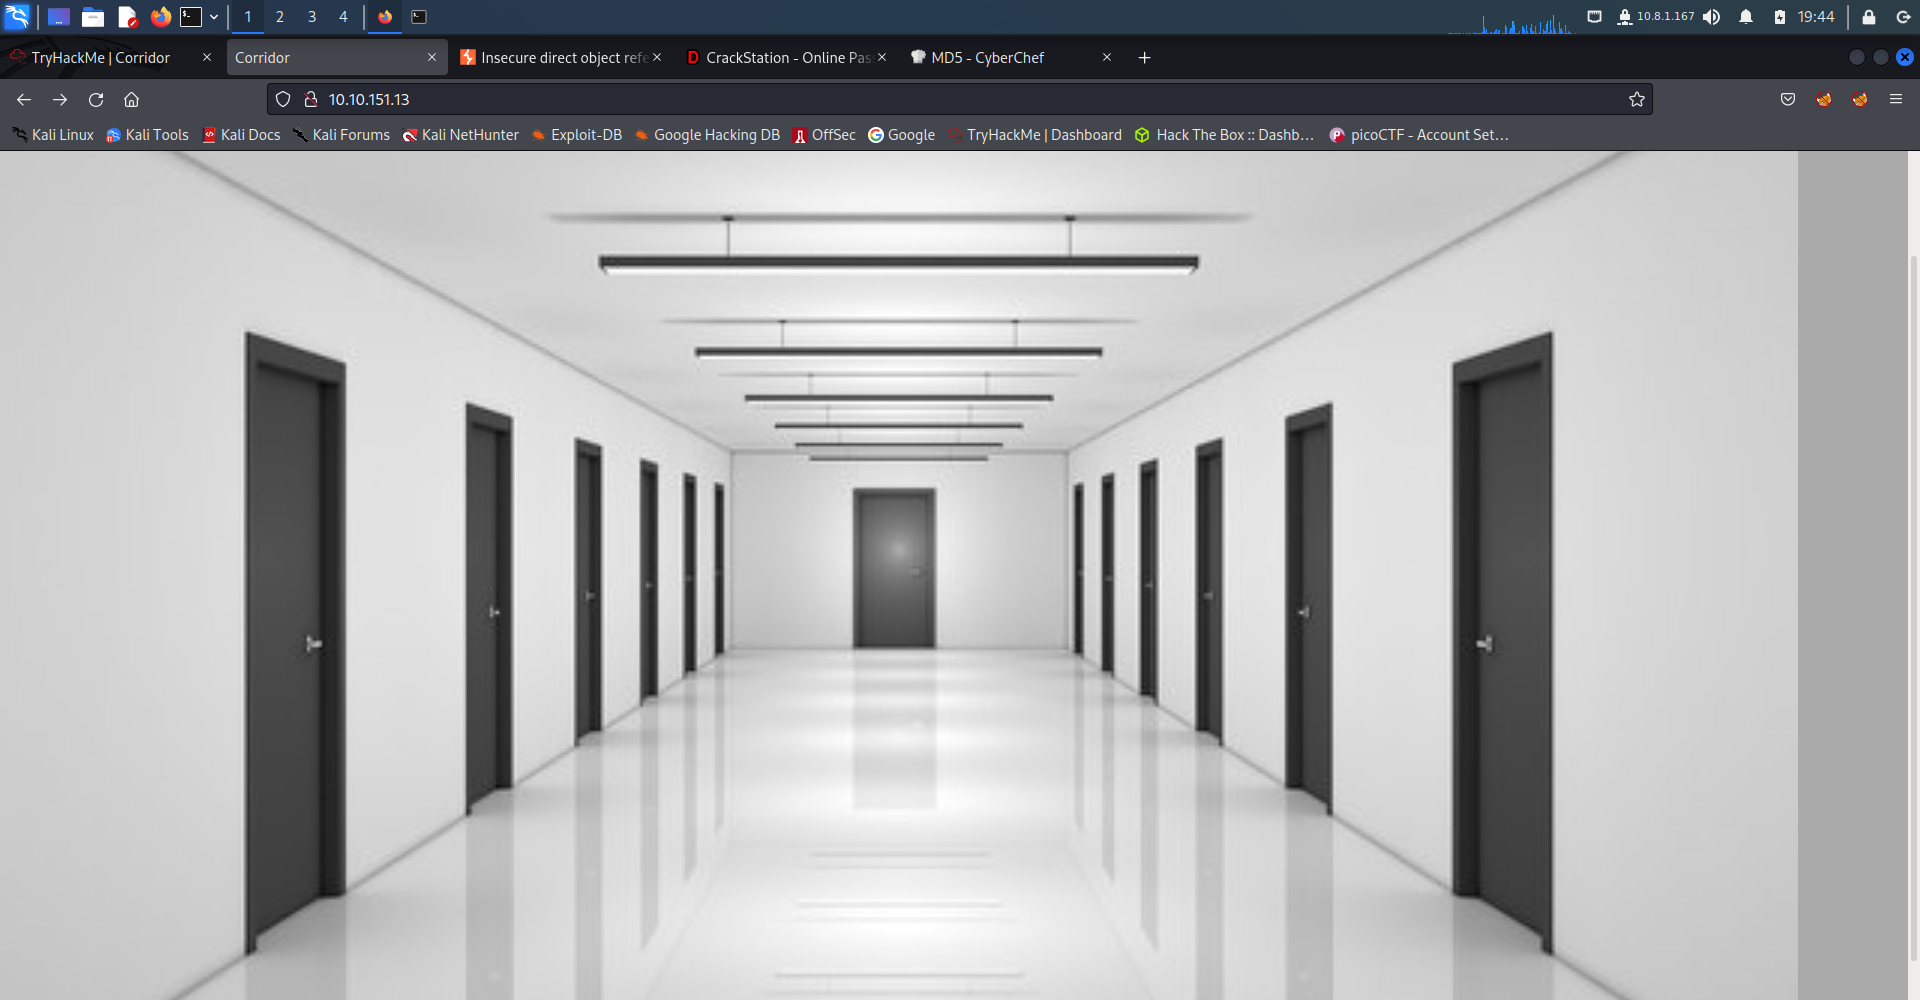 1 2 3 4 10.8.1.167 19:44
TryHackMe | Corridor Corridor Insecure direct object refe CrackStation - Online Pas MD5 - CyberChef
10.10.151.13
Kali Linux Kali Tools Kali Docs Kali Forums Kali NetHunter Exploit-DB Google Hacking DB OffSec Google TryHackMe | Dashboard Hack The Box :: Dashb... picoCTF - Account Set...